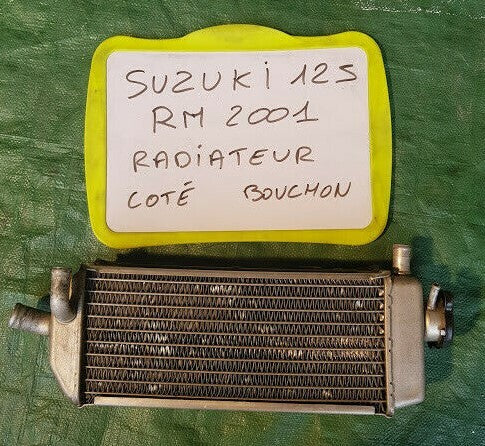 SUZUKi 125
RM 2001
RADiATEUR
COTÉ BOUCHON